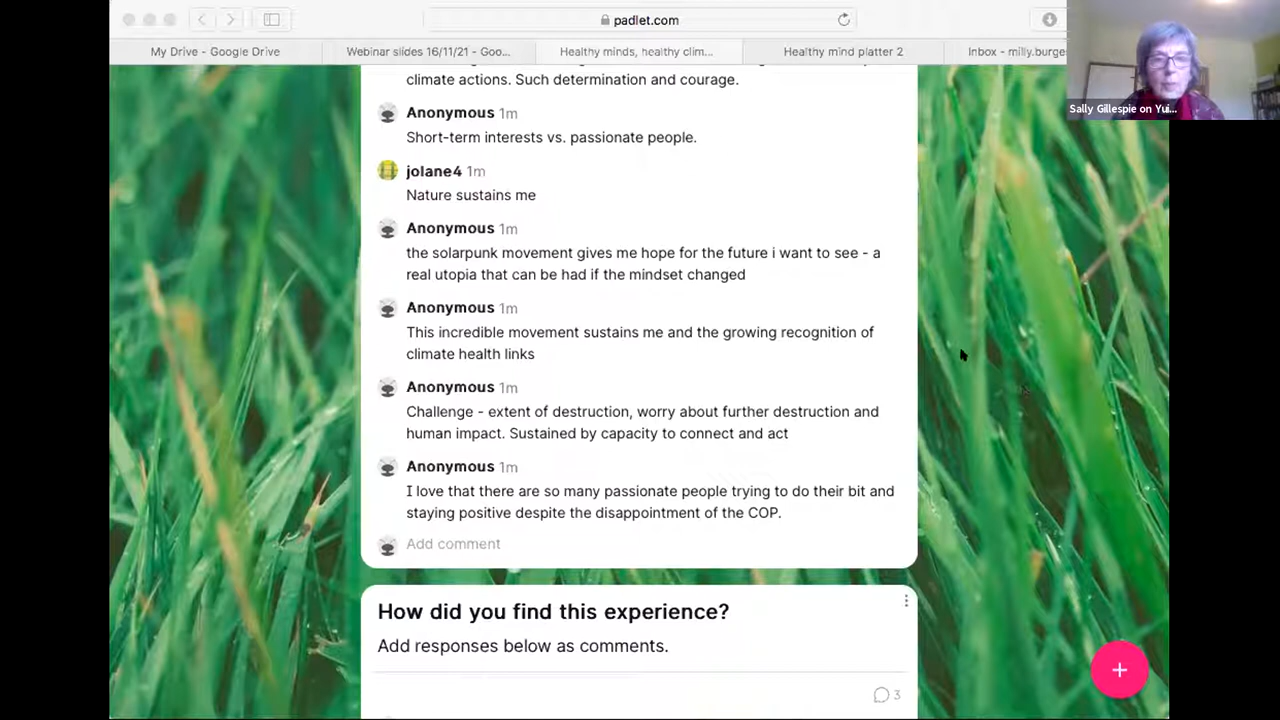 padlet.com
My Drive - Google Drive
Webinar slides 16/11/21 - Goo...
Healthy minds, healthy clim...
Healthy mind platter 2
Inbox - milly.burge
Sally Gillespie on Yui...
climate actions. Such determination and courage.
Anonymous 1m
Short-term interests vs. passionate people.
jolane4 1m
Nature sustains me
Anonymous 1m
the solarpunk movement gives me hope for the future i want to see - a
real utopia that can be had if the mindset changed
Anonymous 1m
This incredible movement sustains me and the growing recognition of
climate health links
Anonymous 1m
Challenge - extent of destruction, worry about further destruction and
human impact. Sustained by capacity to connect and act
Anonymous 1m
I love that there are so many passionate people trying to do their bit and
staying positive despite the disappointment of the COP.
Add comment
How did you find this experience?
Add responses below as comments.
3